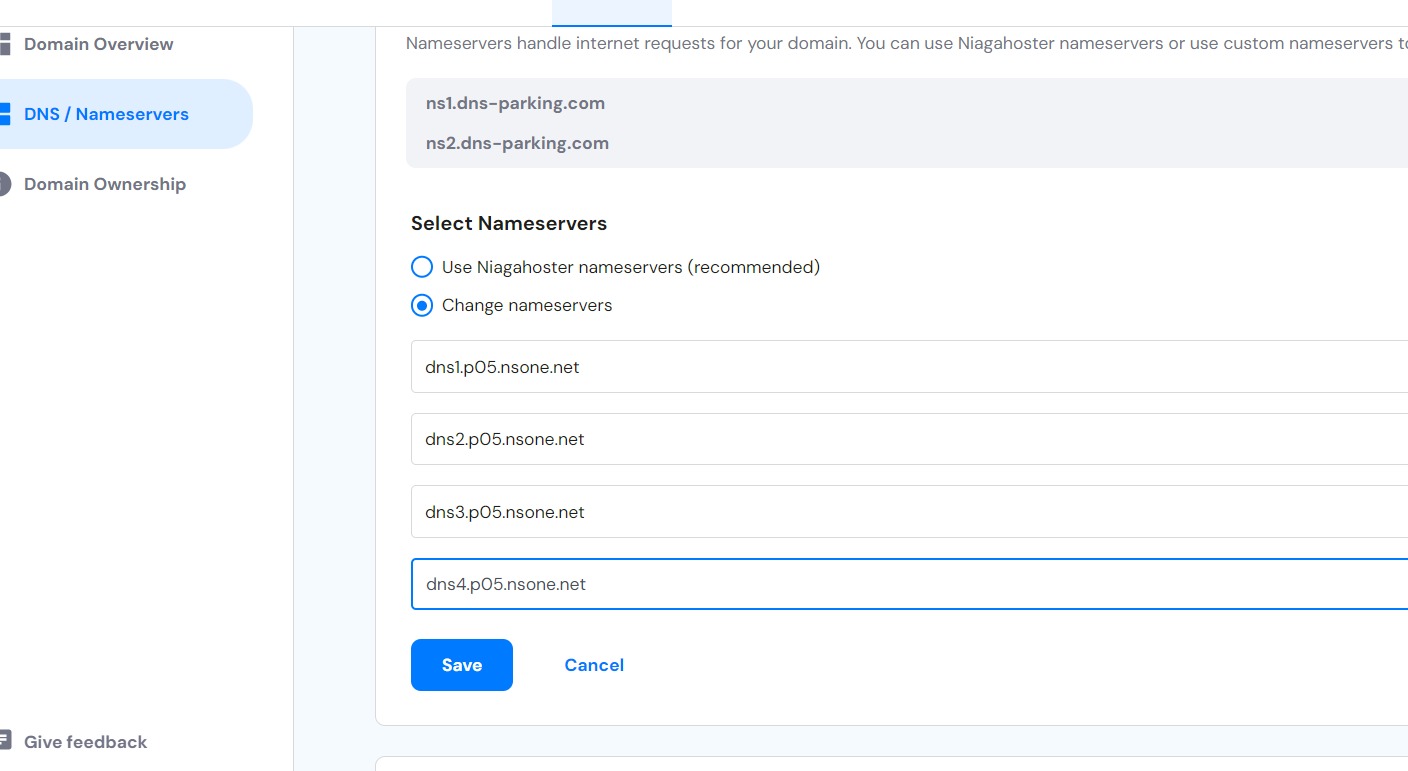 Domain Overview
DNS / Nameservers
Domain Ownership
Give feedback
Nameservers handle internet requests for your domain. You can use Niagahoster nameservers or use custom nameservers
ns1.dns-parking.com
ns2.dns-parking.com
Select Nameservers
Use Niagahoster nameservers (recommended)
Change nameservers
dns1.p05.nsone.net
dns2.p05.nsone.net
dns3.p05.nsone.net
dns4.p05.nsone.net
Save
Cancel